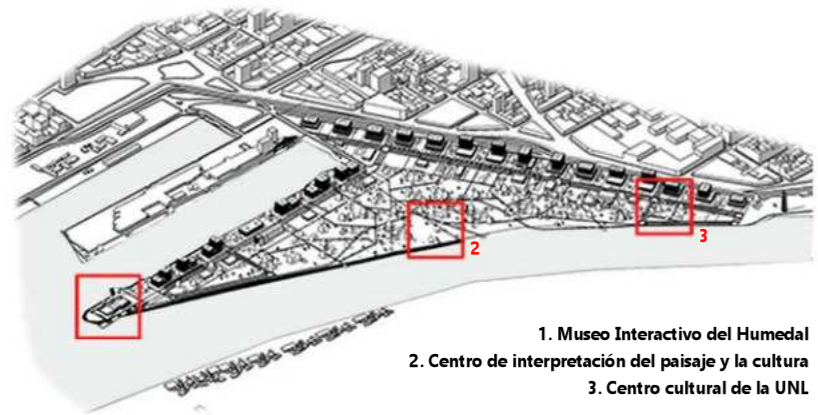 2
3
1. Museo Interactivo del Humedal
2. Centro de interpretación del paisaje y la cultura
3. Centro cultural de la UNL